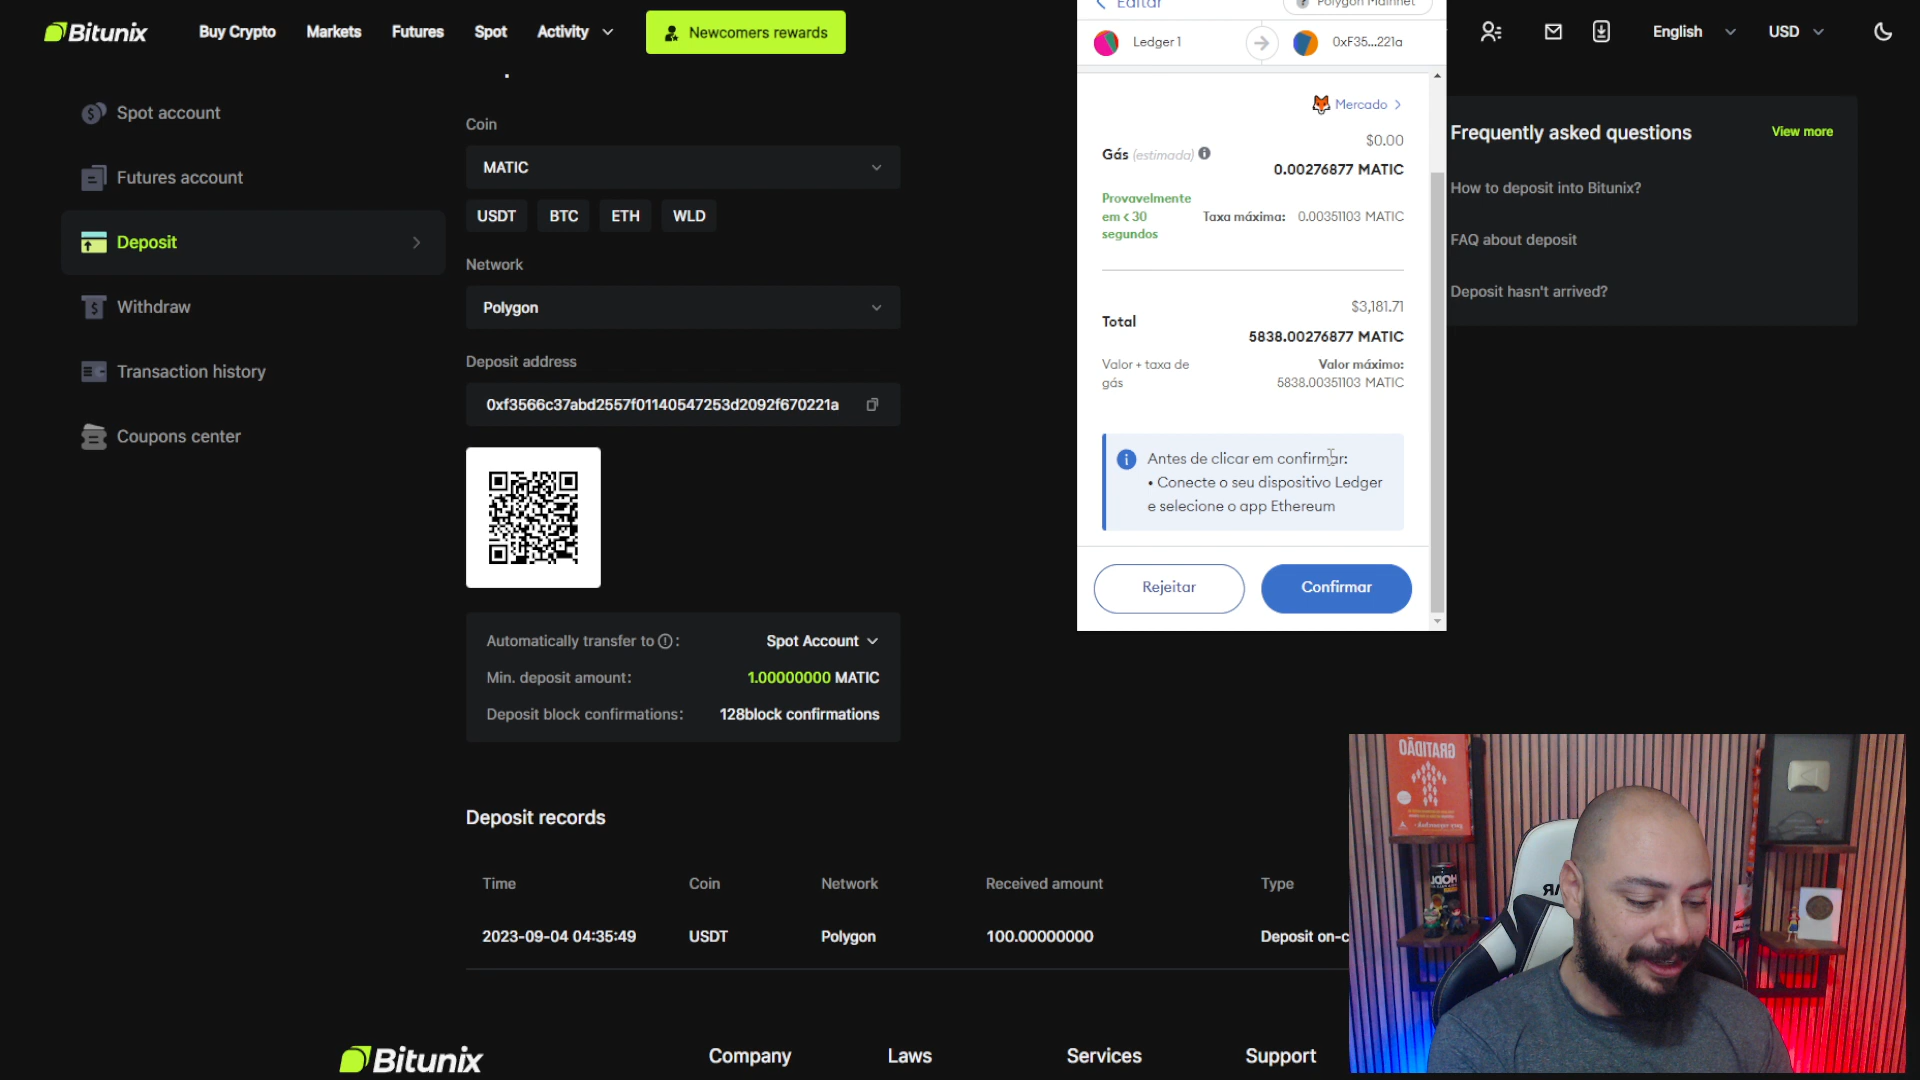 Bitunix
Buy Crypto
Markets
Futures
Spot
Activity
Newcomers rewards
English
USD
Spot account
Futures account
Deposit
Withdraw
Transaction history
Coupons center
Coin
MATIC
USDT
BTC
ETH
WLD
Network
Polygon
Deposit address
0xf3566c37abd2557f01140547253d2092f670221a
Automatically transfer to :
Spot Account
Min. deposit amount:
1.00000000 MATIC
Deposit block confirmations:
128block confirmations
Editar
Polygon Mainnet
Ledger 1
0xF35...221a
Mercado
Gás (estimada)
$0.00
0.00276877 MATIC
Provavelmente
em < 30
segundos
Taxa máxima: 0.00351103 MATIC
Total
$3,181.71
5838.00276877 MATIC
Valor + taxa de
gás
Valor máximo:
5838.00351103 MATIC
Antes de clicar em confirmar:
• Conecte o seu dispositivo Ledger
e selecione o app Ethereum
Rejeitar
Confirmar
Frequently asked questions
View more
How to deposit into Bitunix?
FAQ about deposit
Deposit hasn't arrived?
Deposit records
Time
Coin
Network
Received amount
Type
2023-09-04 04:35:49
USDT
Polygon
100.00000000
Deposit on-c
GRATIDÃO
Bitunix
Company
Laws
Services
Support